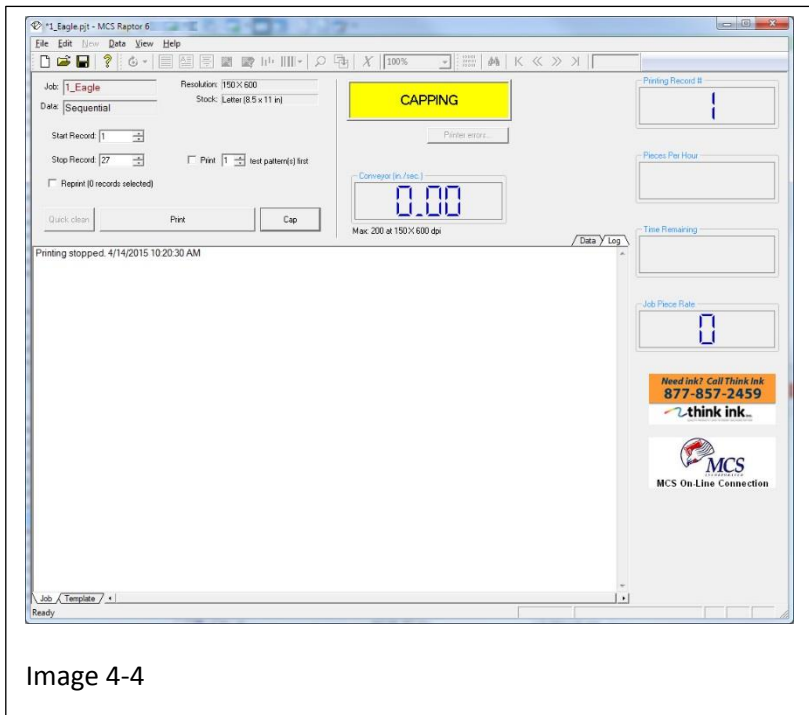 *1_Eagle.pjt - MCS Raptor 6
File Edit New Data View Help
100%
Job: 1_Eagle
Data: Sequential
Resolution: 150 X 600
Stock: Letter (8.5 x 11 in)
Start Record: 1
Stop Record: 27
Print 1 test pattern(s) first
Reprint (0 records selected)
Quick clean Print Cap
CAPPING
Printer errors...
Conveyor (in./sec.)
0.00
Max: 200 at 150 X 600 dpi
Data Log
Printing Record #
1
Pieces Per Hour
Time Remaining
Job Piece Rate
0
Need ink? Call Think Ink
877-857-2459
think ink
MCS
MCS On-Line Connection
Printing stopped. 4/14/2015 10:20:30 AM
Job Template
Ready
Image 4-4